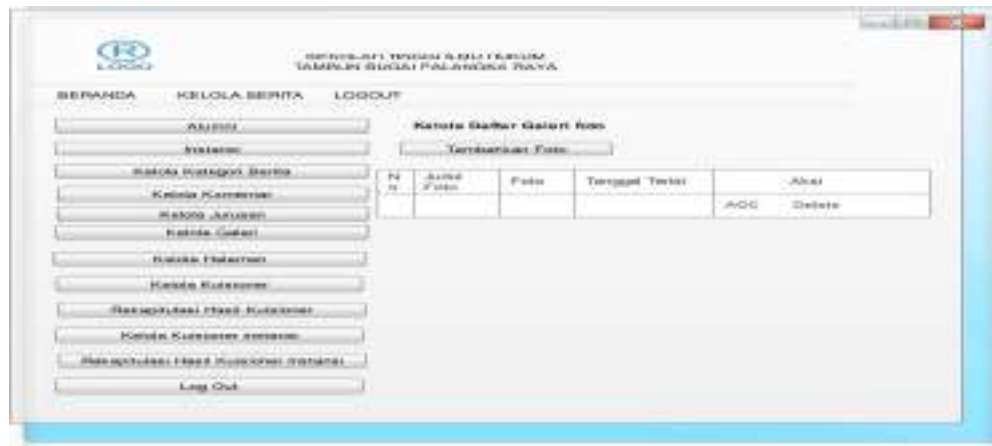 LOGO
SEKOLAH TINGGI ILMU HUKUM
TAMBUN BUNGAI PALANGKA RAYA
BERANDA KELOLA BERITA LOGOUT
Alumni
Instansi
Kelola Kategori Berita
Kelola Komentar
Kelola Jurusan
Kelola Galeri
Kelola Halaman
Kelola Kuisioner
Rekapitulasi Hasil Kuisioner
Kelola Kuisioner instansi
Rekapitulasi Hasil Kuisioner Instansi
Log Out
Kelola Daftar Galeri foto
Tambahkan Foto
No Judul Foto Foto Tanggal Terbit Aksi
Delete